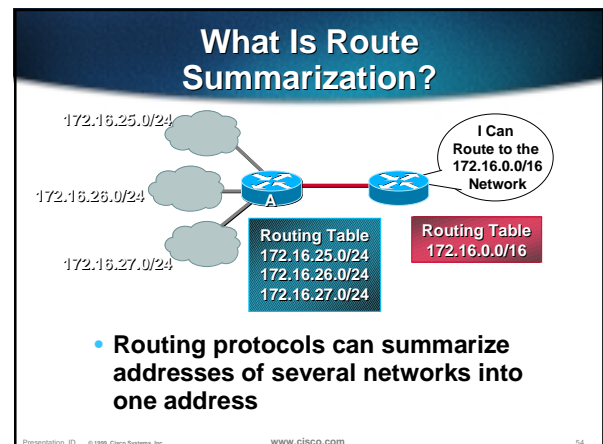 What Is Route
Summarization?
172.16.25.0/24
172.16.26.0/24
172.16.27.0/24
A
I Can
Route to the
172.16.0.0/16
Network
Routing Table
172.16.25.0/24
172.16.26.0/24
172.16.27.0/24
Routing Table
172.16.0.0/16
• Routing protocols can summarize
addresses of several networks into
one address
Presentation_ID © 1999, Cisco Systems, Inc. www.cisco.com 54